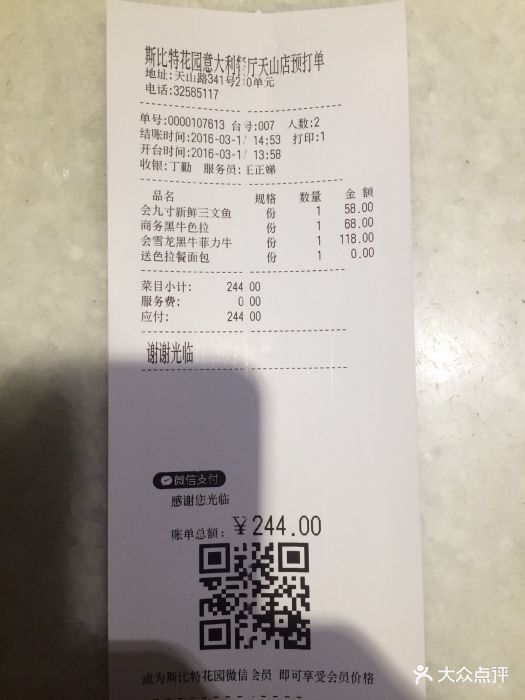 斯比特花园意大利餐厅天山店预打单
地址:天山路341号2 0单元
电话:32585117
单号:0000107613 台号:007 人数:2
结账时间:2016-03-1 14:53 打印:1
开台时间:2016-03-1 13:58
收银:丁勤 服务员:王正娣
品名 规格 数量 金额
会九寸新鲜三文鱼 份 1 58.00
商务黑牛色拉 份 1 68.00
会雪龙黑牛菲力牛 份 1 118.00
送色拉餐面包 份 1 0.00
菜目小计: 244 00
服务费: 0 00
应付: 244 00
谢谢光临
微信支付
感谢您光临
账单总额: ¥244.00
成为斯比特花园微信会员 即可享受会员价格
大众点评